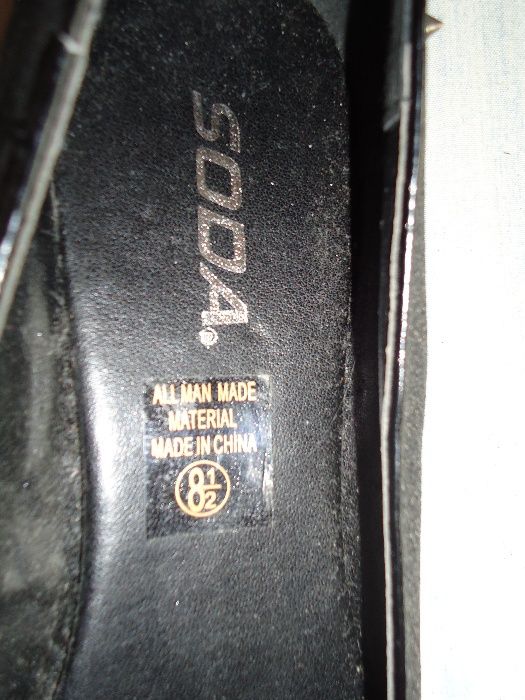 SODA®
ALL MAN MADE
MATERIAL
MADE IN CHINA
8½